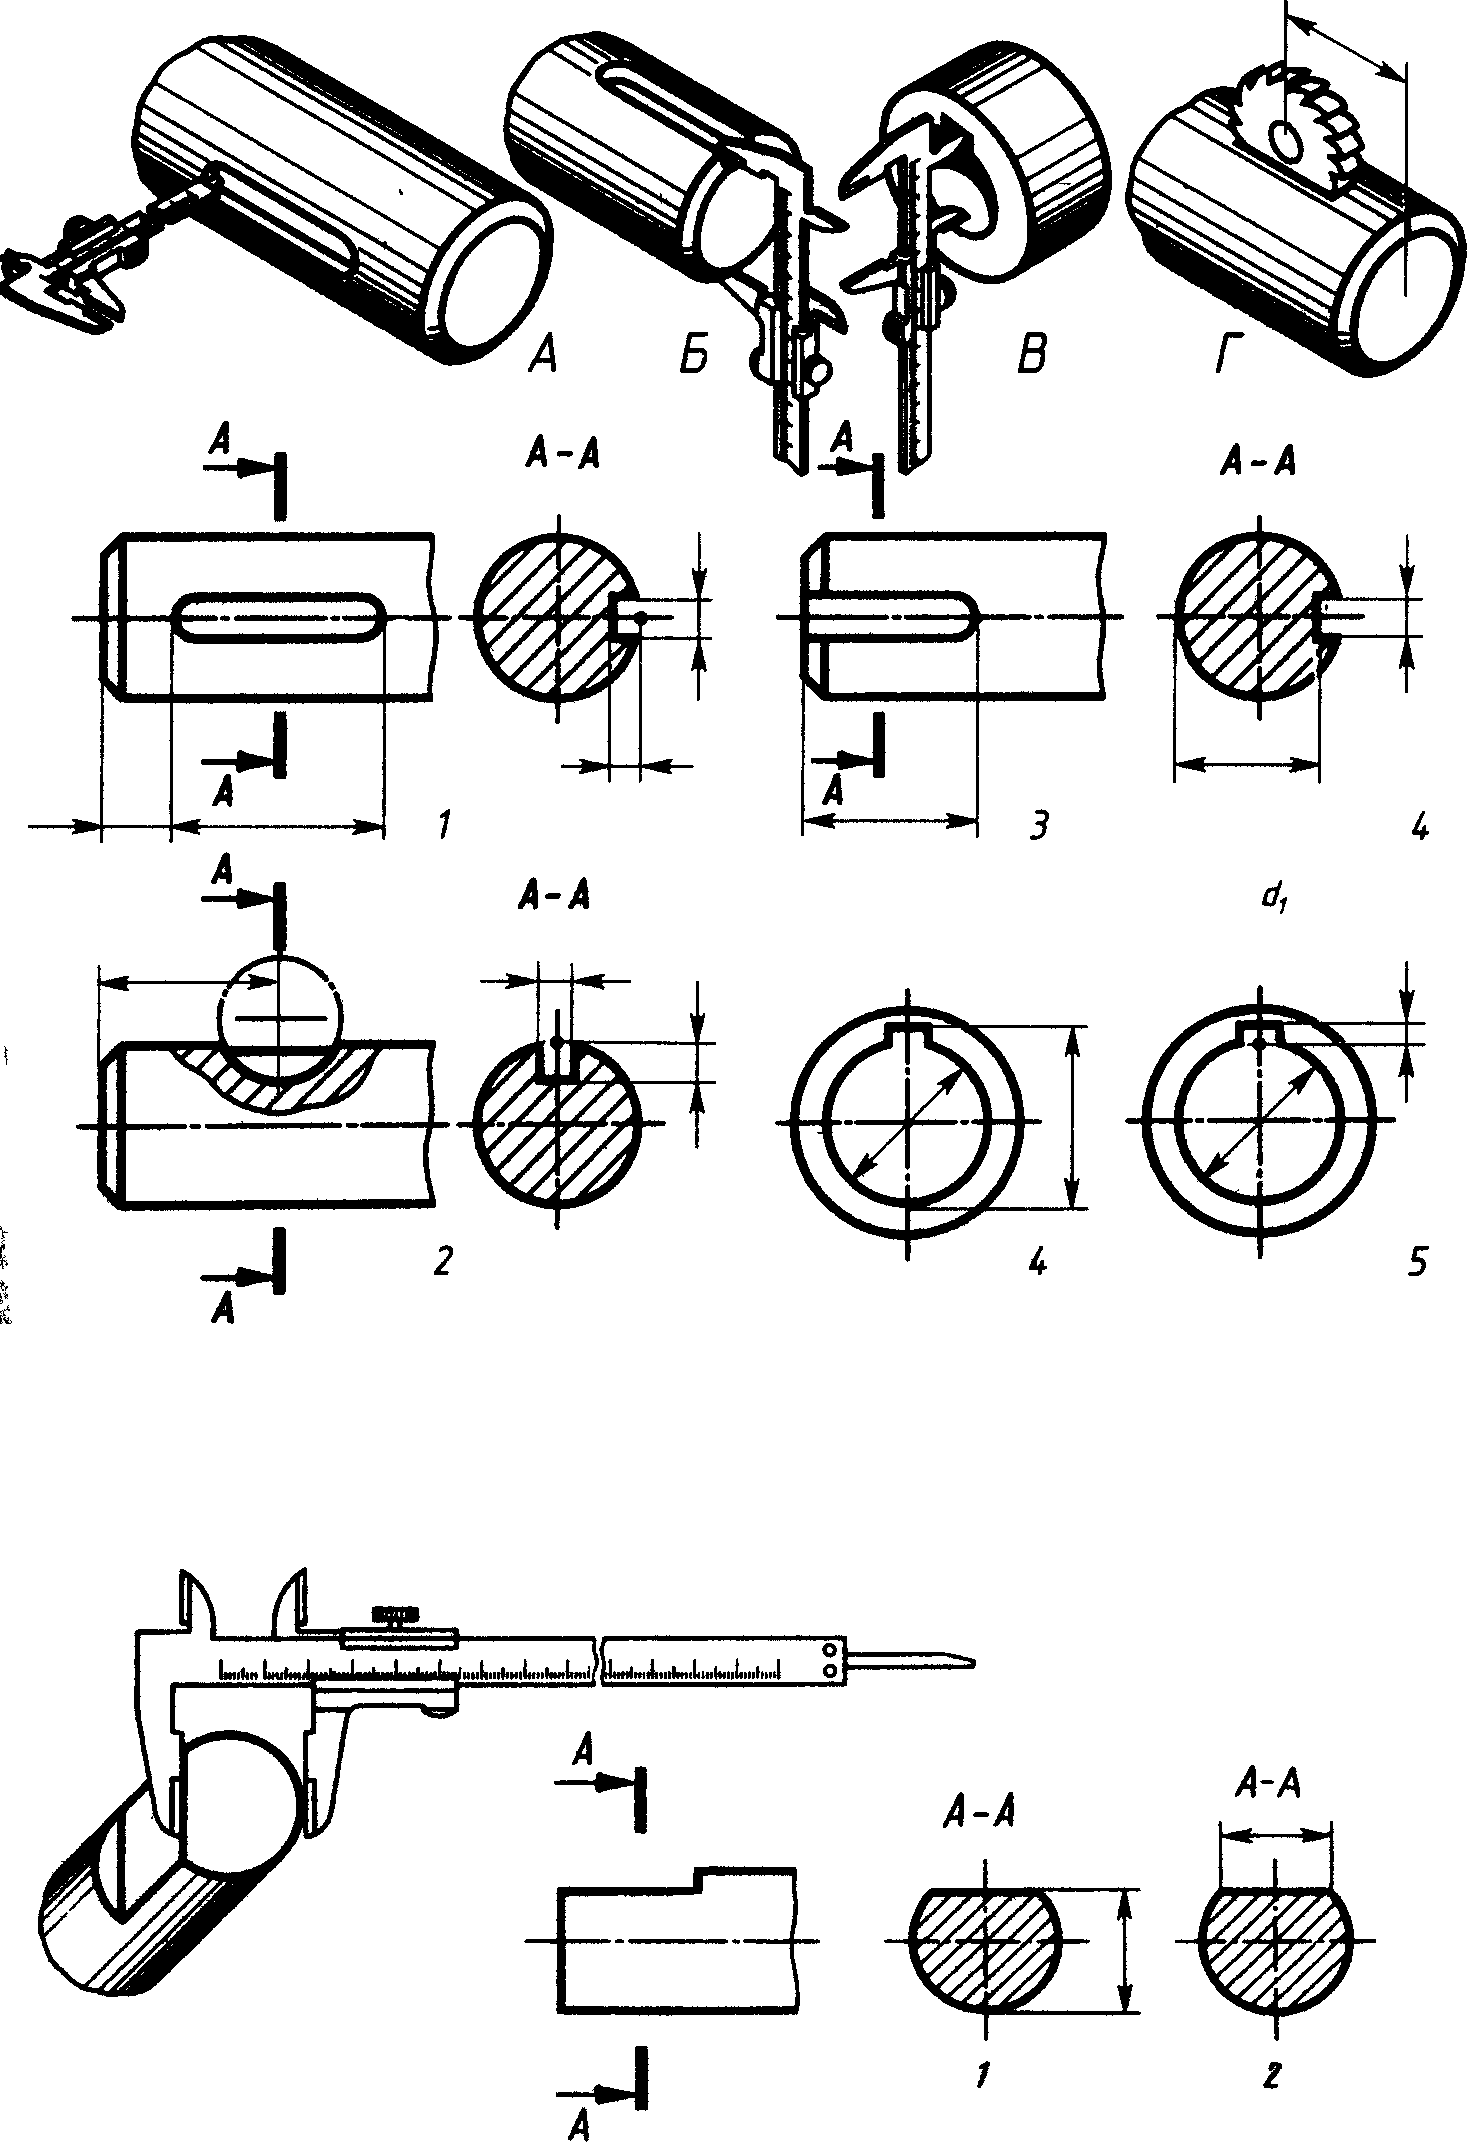 А Б В Г
А А-А А А-А
А А
1 3 4
А А-А d₁
2 4 5
А
А А-А А-А
1 2
А